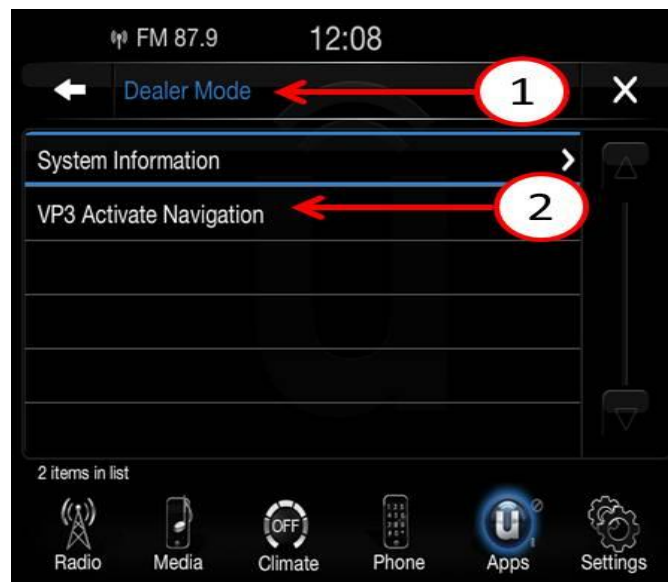 FM 87.9 12:08
Dealer Mode
1
System Information
VP3 Activate Navigation
2
2 items in list
OFF
Radio Media Climate Phone Apps Settings